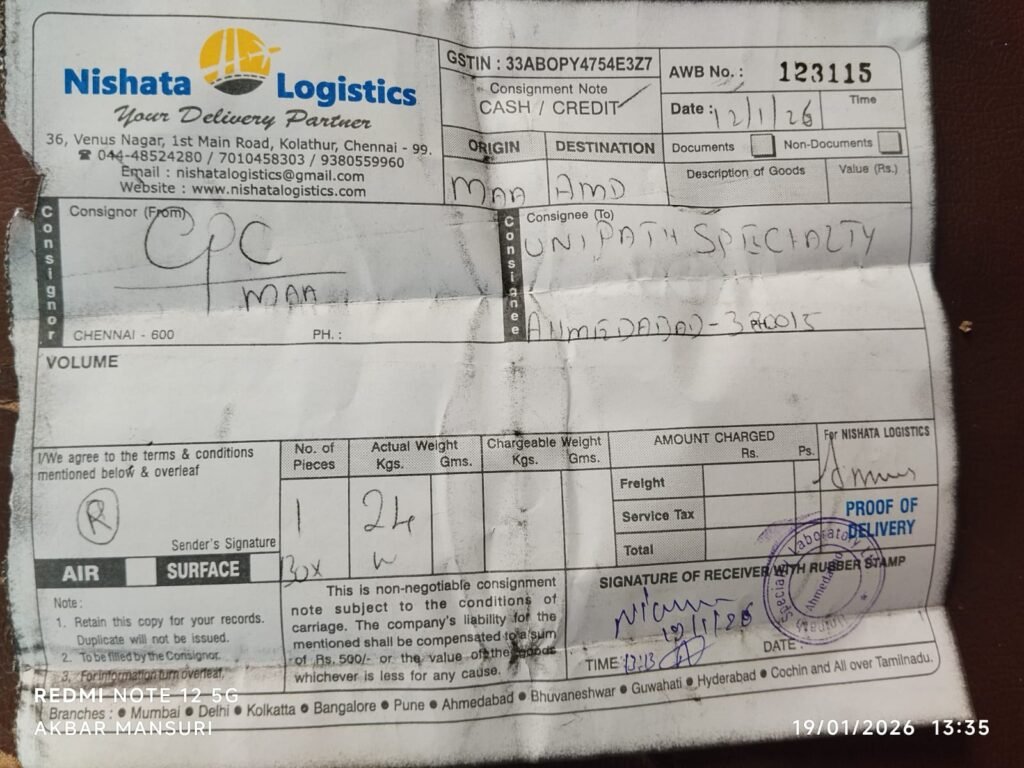 Nishata Logistics
Your Delivery Partner
36, Venus Nagar, 1st Main Road, Kolathur, Chennai - 99.
☎ 044-48524280 / 7010458303 / 9380559960
Email : nishatalogistics@gmail.com
Website : www.nishatalogistics.com
GSTIN : 33ABOPY4754E3Z7
Consignment Note
CASH / CREDIT
ORIGIN DESTINATION
MAA AMD
AWB No. : 123115
Date : 12/1/26 Time
Documents Non-Documents
Description of Goods Value (Rs.)
Consignor
Consignor (From)
CPC
MAA
CHENNAI - 600 PH. :
Consignee
Consignee (To)
UNIPATH SPECIALTY
AHMEDABAD - 380015
VOLUME
I/We agree to the terms & conditions
mentioned below & overleaf
R
Sender's Signature
AIR SURFACE
No. of Pieces
1
Box
Actual Weight
Kgs. Gms.
24
Chargeable Weight
Kgs. Gms.
AMOUNT CHARGED
Rs. Ps.
Freight
Service Tax
Total
For NISHATA LOGISTICS
PROOF OF
DELIVERY
Note :
1. Retain this copy for your records.
Duplicate will not be issued.
2. To be filled by the Consignor.
3. For information turn overleaf.
This is non-negotiable consignment
note subject to the conditions of
carriage. The company's liability for the
mentioned shall be compensated to a sum
of Rs. 500/- or the value of the goods
whichever is less for any cause.
SIGNATURE OF RECEIVER WITH RUBBER STAMP
Unipath Specialty Laboratory Ltd.
Ahmedabad
TIME 13:13 DATE :
Branches : ● Mumbai ● Delhi ● Kolkatta ● Bangalore ● Pune ● Ahmedabad ● Bhuvaneshwar ● Guwahati ● Hyderabad ● Cochin and All over Tamilnadu.
REDMI NOTE 12 5G
AKBAR MANSURI
19/01/2026 13:35